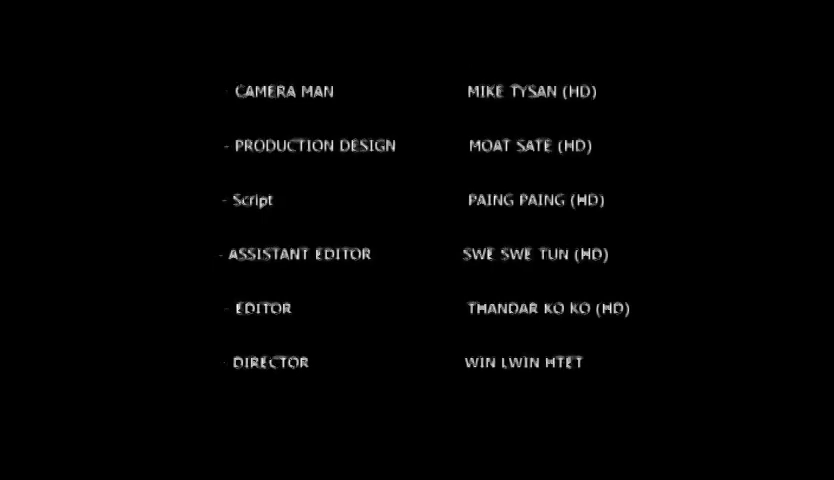 - CAMERA MAN MIKE TYSAN (HD)
- PRODUCTION DESIGN MOAT SATE (HD)
- Script PAING PAING (HD)
- ASSISTANT EDITOR SWE SWE TUN (HD)
- EDITOR THANDAR KO KO (HD)
- DIRECTOR WIN LWIN HTET